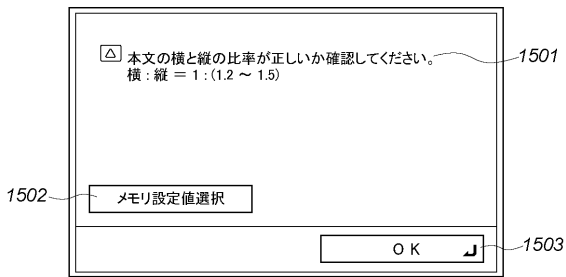 本文の横と縦の比率が正しいか確認してください。
横 : 縦 = 1 : (1.2 ~ 1.5)
1501
1502
メモリ設定値選択
OK
1503